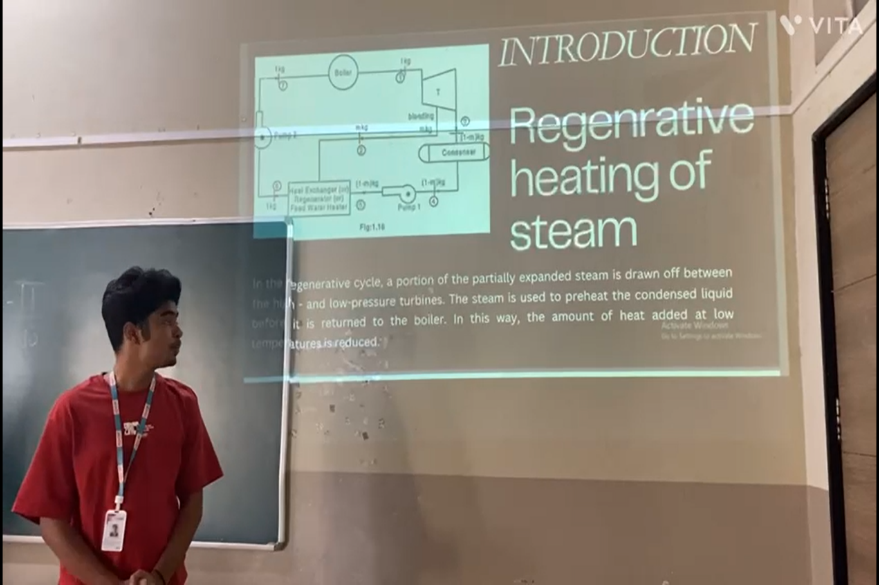 VITA
INTRODUCTION
Regenrative
heating of
steam
1kg
Boiler
1kg
T
bleeding
mkg
mkg
(1-m)kg
Condenser
Pump 2
Heat Exchanger (or)
Regenerator (or)
Feed Water Heater
(1-m)kg
(1-m)kg
Pump 1
1kg
Fig:1.16
In the regenerative cycle, a portion of the partially expanded steam is drawn off between
the high - and low-pressure turbines. The steam is used to preheat the condensed liquid
before it is returned to the boiler. In this way, the amount of heat added at low
temperatures is reduced.
Activate Windows
Go to Settings to activate Windows.